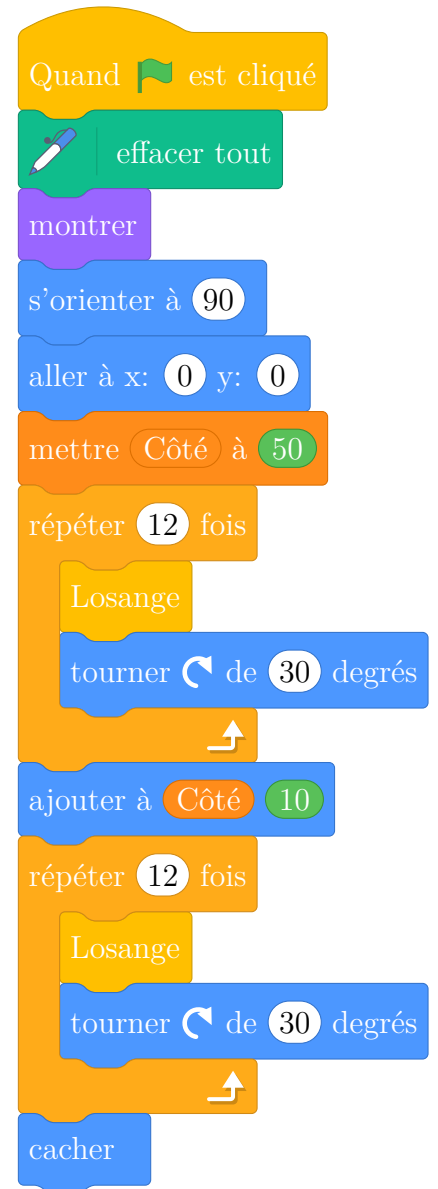 Quand est cliqué
effacer tout
montrer
s'orienter à 90
aller à x: 0 y: 0
mettre Côté à 50
répéter 12 fois
Losange
tourner de 30 degrés
ajouter à Côté 10
répéter 12 fois
Losange
tourner de 30 degrés
cacher